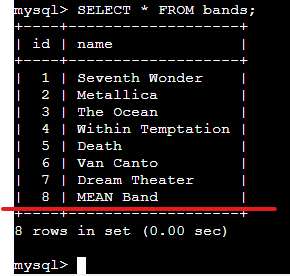 mysql> SELECT * FROM bands;
+----+-------------------+
| id | name              |
+----+-------------------+
|  1 | Seventh Wonder    |
|  2 | Metallica         |
|  3 | The Ocean         |
|  4 | Within Temptation |
|  5 | Death             |
|  6 | Van Canto         |
|  7 | Dream Theater     |
|  8 | MEAN Band         |
+----+-------------------+
8 rows in set (0.00 sec)
mysql>